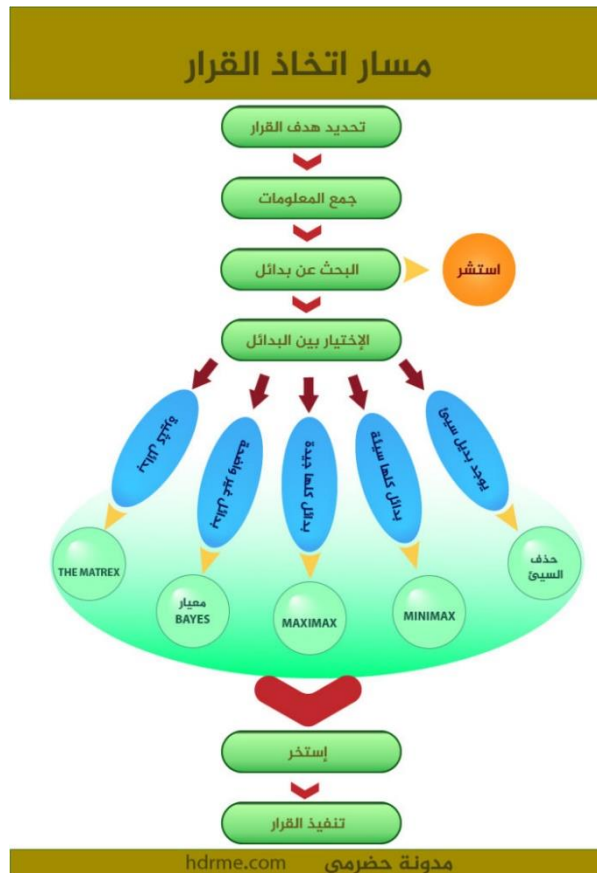 مسار اتخاذ القرار
تحديد هدف القرار
جمع المعلومات
البحث عن بدائل
استشر
الإختيار بين البدائل
يوجد بديل سيئ
بدائل كلها سيئة
بدائل كلها جيدة
بدائل غير واضحة
بدائل كثيرة
حذف
السيئ
MINIMAX
MAXIMAX
معيار
BAYES
THE MATREX
إستخر
تنفيذ القرار
مدونة حضرمي hdrme.com